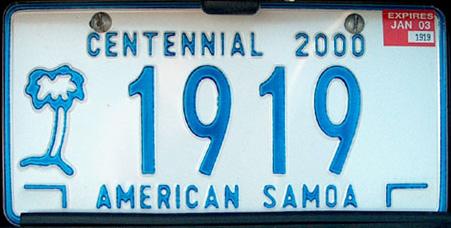 EXPIRES
JAN 03
1919
CENTENNIAL 2000
1919
AMERICAN SAMOA